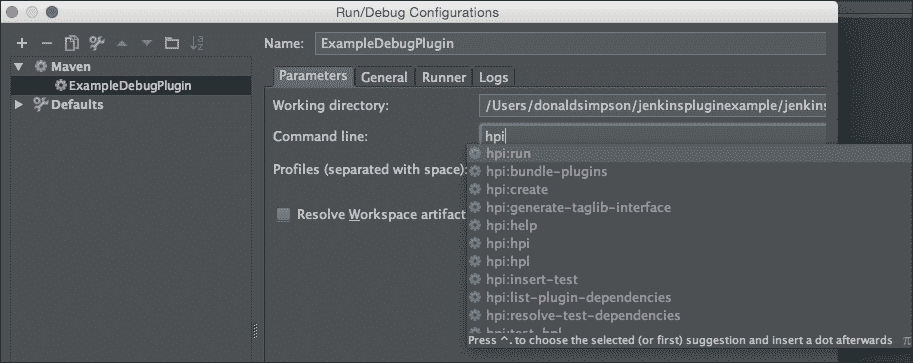 Run/Debug Configurations
Name: ExampleDebugPlugin
Maven
ExampleDebugPlugin
Defaults
Parameters General Runner Logs
Working directory: /Users/donaldsimpson/jenkinspluginexample/jenkins
Command line: hpi
Profiles (separated with space):
Resolve Workspace artifact
hpi:run
hpi:bundle-plugins
hpi:create
hpi:generate-taglib-interface
hpi:help
hpi:hpi
hpi:hpl
hpi:insert-test
hpi:list-plugin-dependencies
hpi:resolve-test-dependencies
hpi:test-hpl
Press ^. to choose the selected (or first) suggestion and insert a dot afterwards π